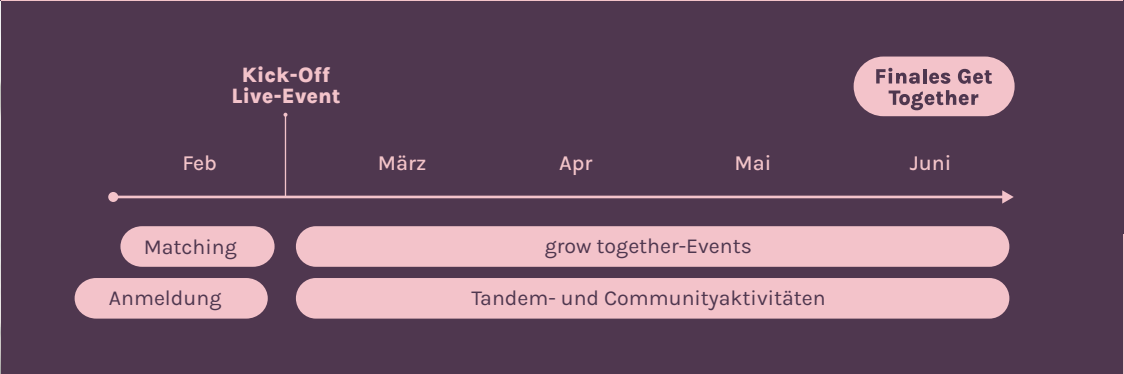 Kick-Off
Live-Event
Finales Get
Together
Feb
März
Apr
Mai
Juni
Matching
grow together-Events
Anmeldung
Tandem- und Communityaktivitäten